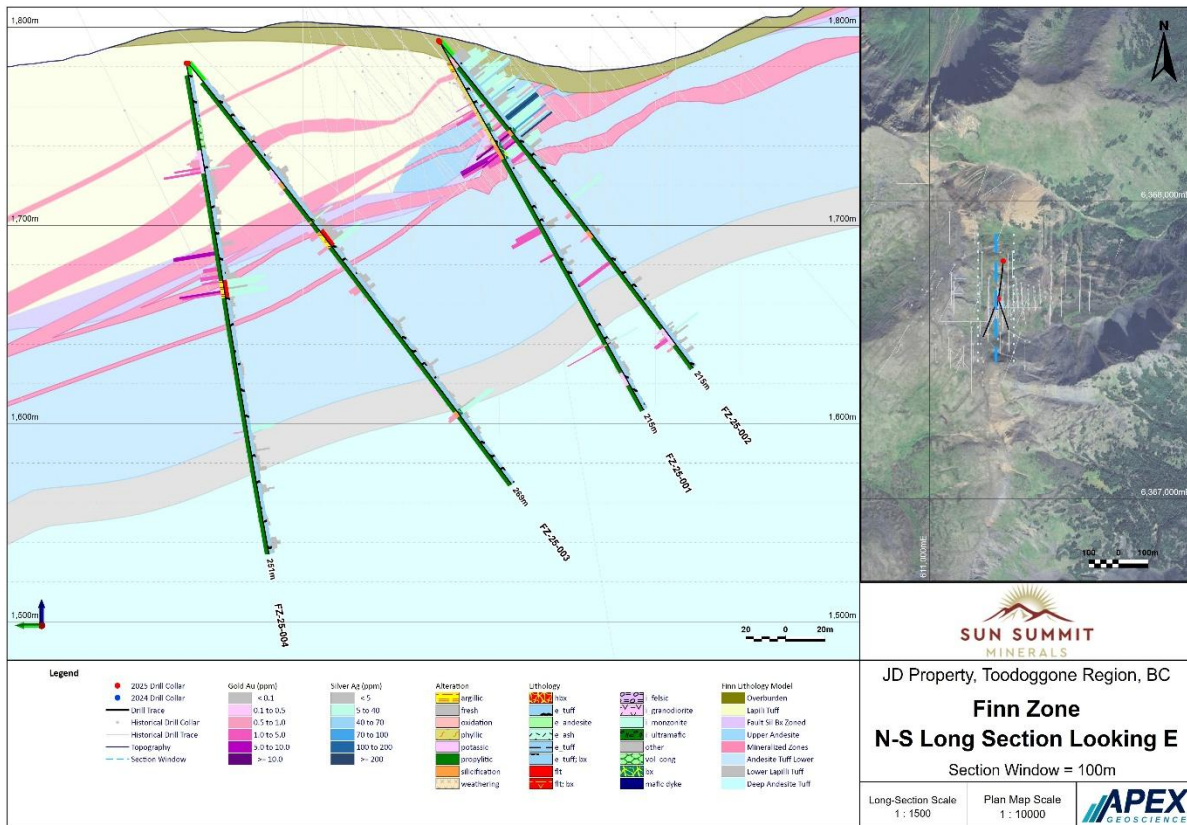 1,800m
1,800m
1,700m
1,700m
1,600m
1,600m
1,500m
1,500m
215m
FZ-25-002
215m
FZ-25-001
269m
FZ-25-003
251m
FZ-25-004
20 0 20m
N
6,368,000mN
6,367,000mN
611,000mE
100 0 100m
SUN SUMMIT
MINERALS
JD Property, Toodoggone Region, BC
Finn Zone
N-S Long Section Looking E
Section Window = 100m
Long-Section Scale
1 : 1500
Plan Map Scale
1 : 10000
APEX
GEOSCIENCE
Legend
2025 Drill Collar
2024 Drill Collar
Drill Trace
Historical Drill Collar
Historical Drill Trace
Topography
Section Window
Gold Au (ppm)
< 0.1
0.1 to 0.5
0.5 to 1.0
1.0 to 5.0
5.0 to 10.0
>= 10.0
Silver Ag (ppm)
< 5
5 to 40
40 to 70
70 to 100
100 to 200
>= 200
Alteration
argillic
fresh
oxidation
phyllic
potassic
propylitic
silicification
weathering
Lithology
hbx
e_tuff
e_andesite
e_ash
e_tuff
e_tuff; bx
flt
flt; bx
i_felsic
i_granodiorite
i_monzonite
i_ultramafic
other
vol_cong
bx
mafic dyke
Finn Lithology Model
Overburden
Lapilli Tuff
Fault Sil Bx Zoned
Upper Andesite
Mineralized Zones
Andesite Tuff Lower
Lower Lapilli Tuff
Deep Andesite Tuff